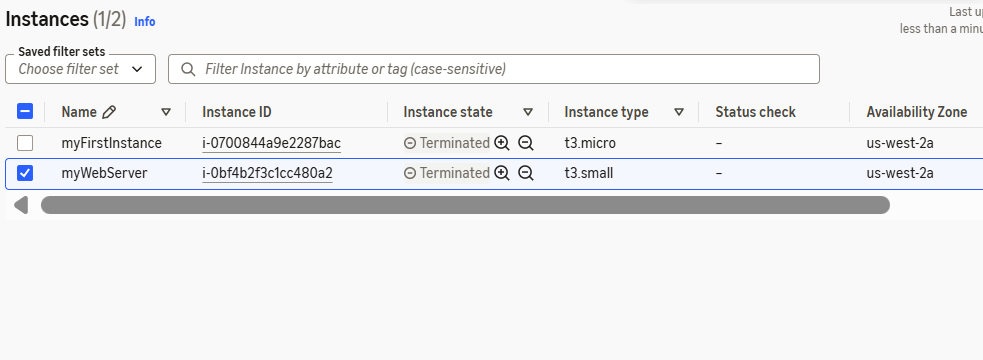 Instances (1/2) Info
Last up
less than a minu
Saved filter sets
Choose filter set
Filter Instance by attribute or tag (case-sensitive)
Name Instance ID Instance state Instance type Status check Availability Zone
myFirstInstance i-0700844a9e2287bac Terminated t3.micro – us-west-2a
myWebServer i-0bf4b2f3c1cc480a2 Terminated t3.small – us-west-2a